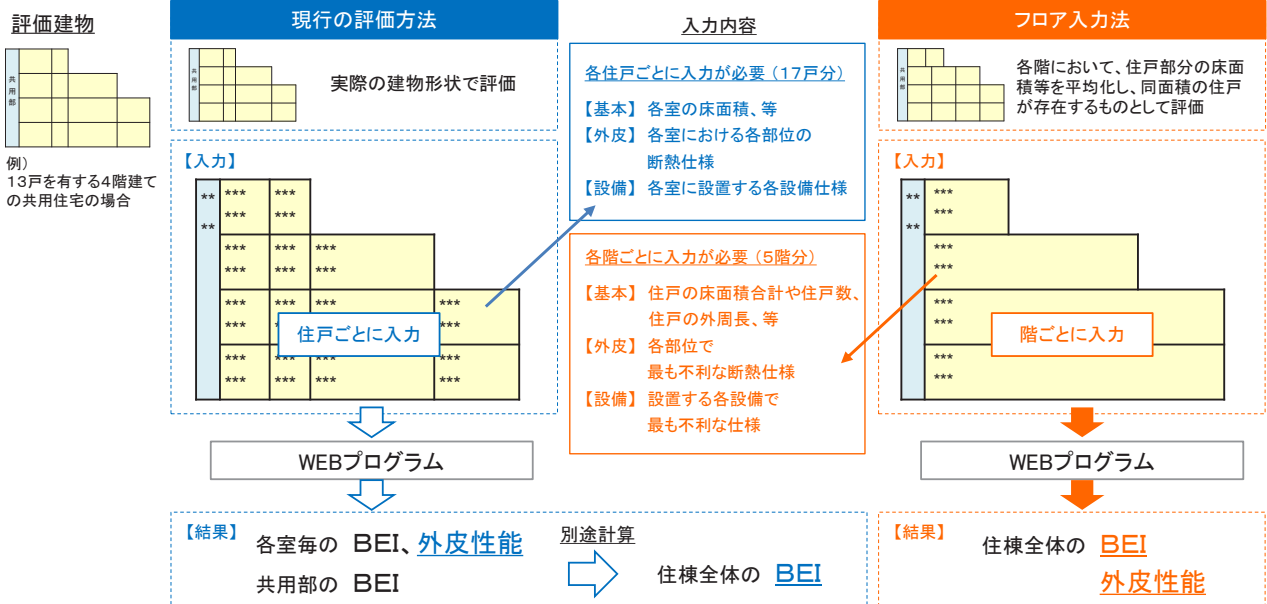 評価建物
共用部
例）
13戸を有する4階建て
の共用住宅の場合
現行の評価方法
共用部
実際の建物形状で評価
【入力】
** *** ***
*** ***
** *** *** ***
*** *** ***
*** *** *** ***
*** *** *** ***
住戸ごとに入力
*** *** *** ***
*** *** *** ***
WEBプログラム
【結果】
各室毎の BEI、外皮性能
共用部の BEI
別途計算
住棟全体の BEI
入力内容
各住戸ごとに入力が必要（17戸分）
【基本】 各室の床面積、等
【外皮】 各室における各部位の
断熱仕様
【設備】 各室に設置する各設備仕様
各階ごとに入力が必要（5階分）
【基本】 住戸の床面積合計や住戸数、
住戸の外周長、等
【外皮】 各部位で
最も不利な断熱仕様
【設備】 設置する各設備で
最も不利な仕様
フロア入力法
共用部
各階において、住戸部分の床面
積等を平均化し、同面積の住戸
が存在するものとして評価
【入力】
** ***
***
** ***
***
***
***
階ごとに入力
***
***
WEBプログラム
【結果】
住棟全体の BEI
外皮性能